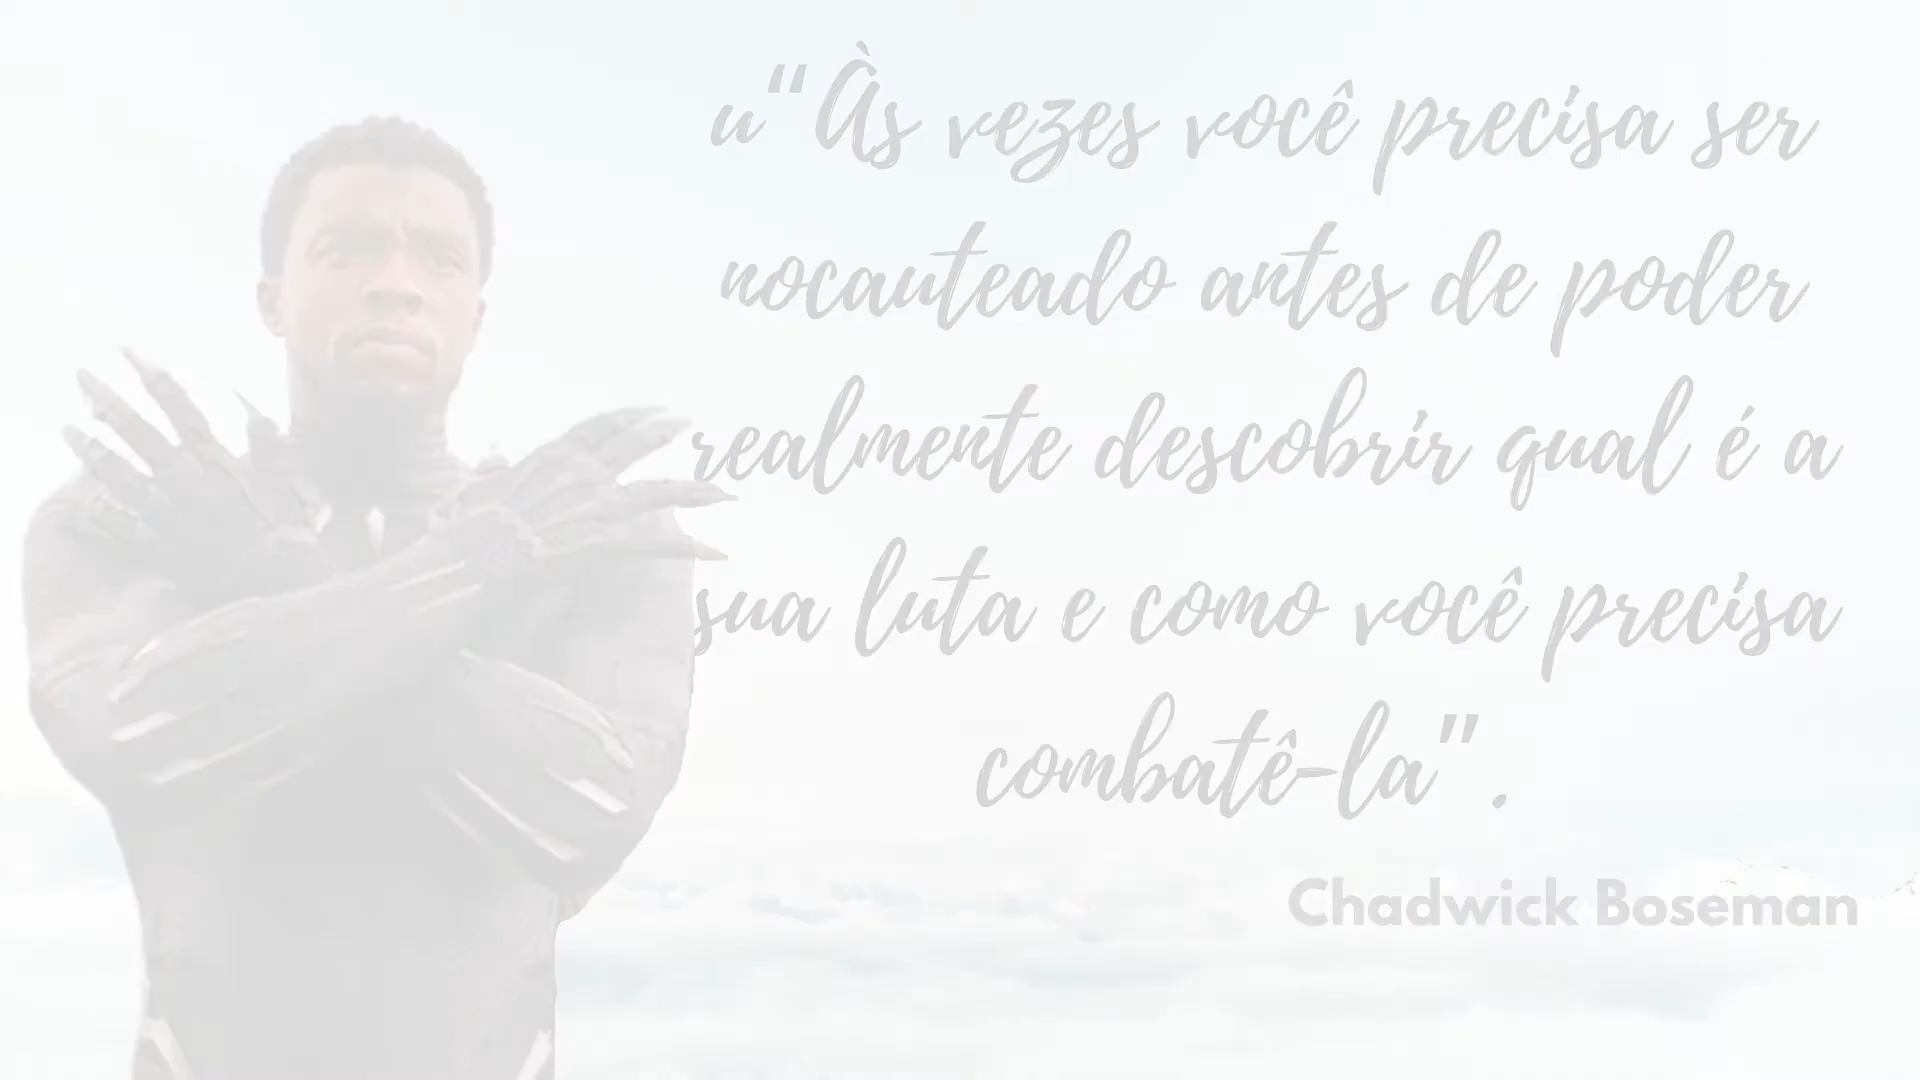 u"Às vezes você precisa ser
nocauteado antes de poder
realmente descobrir qual é a
sua luta e como você precisa
combatê-la".
Chadwick Boseman